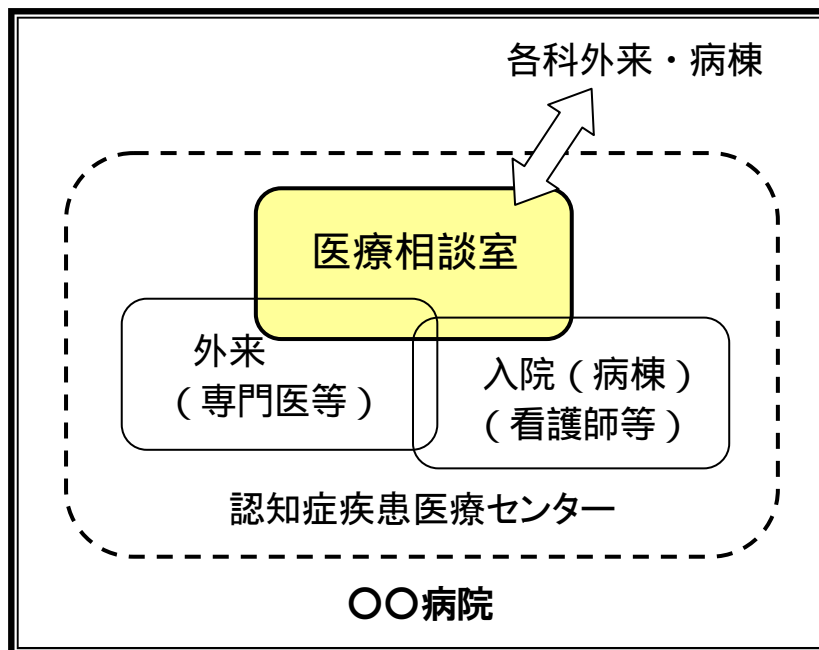 各科外来・病棟
医療相談室
外来
（専門医等）
入院（病棟）
（看護師等）
認知症疾患医療センター
〇〇病院